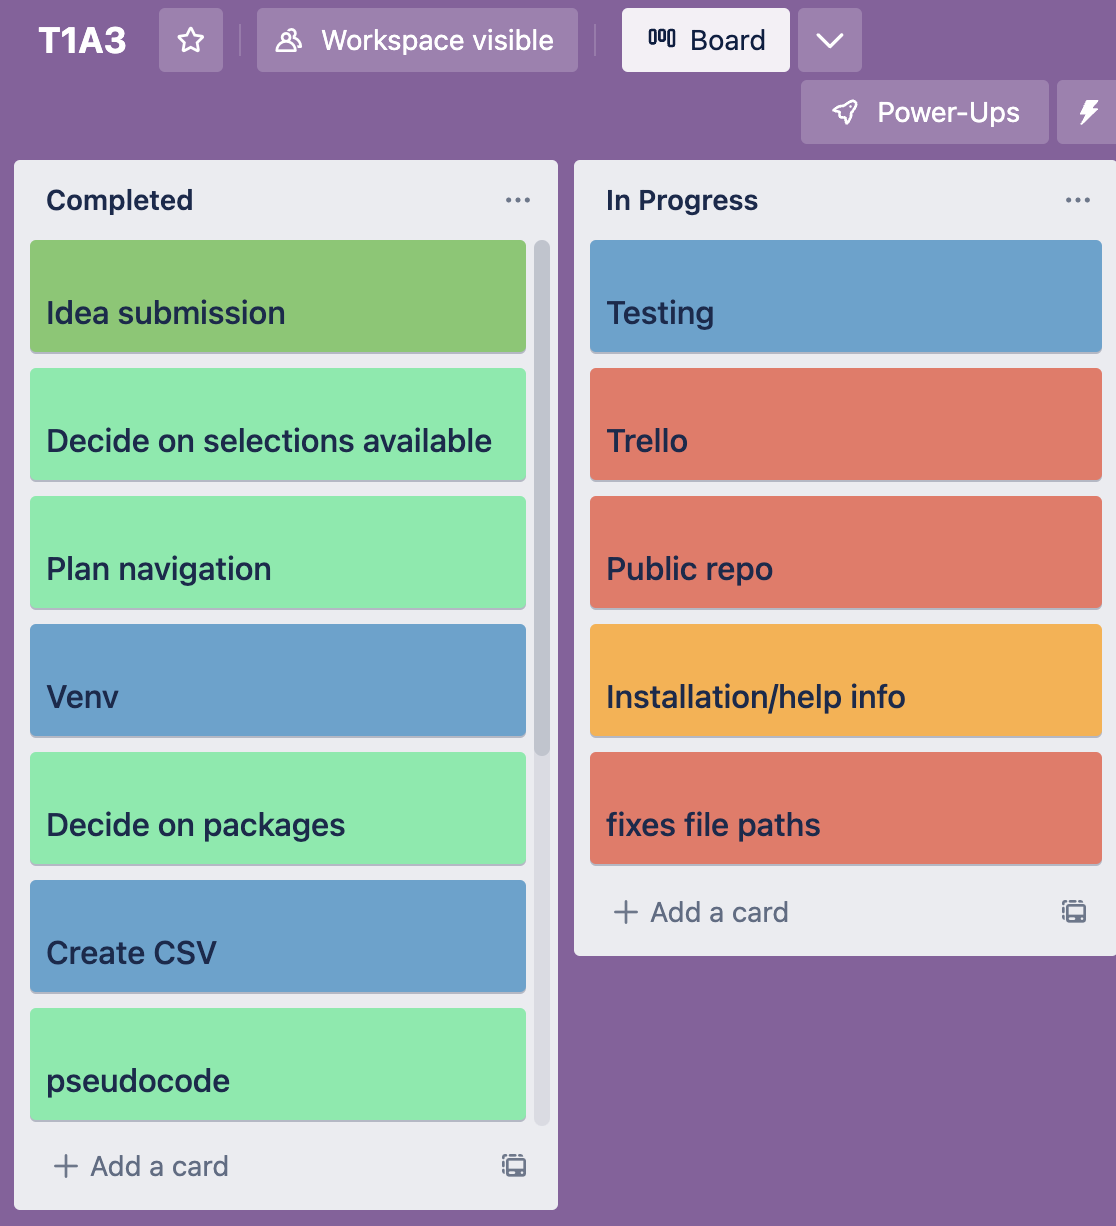 T1A3
Workspace visible
Board
Power-Ups
Completed
Idea submission
Decide on selections available
Plan navigation
Venv
Decide on packages
Create CSV
pseudocode
Add a card
In Progress
Testing
Trello
Public repo
Installation/help info
fixes file paths
Add a card